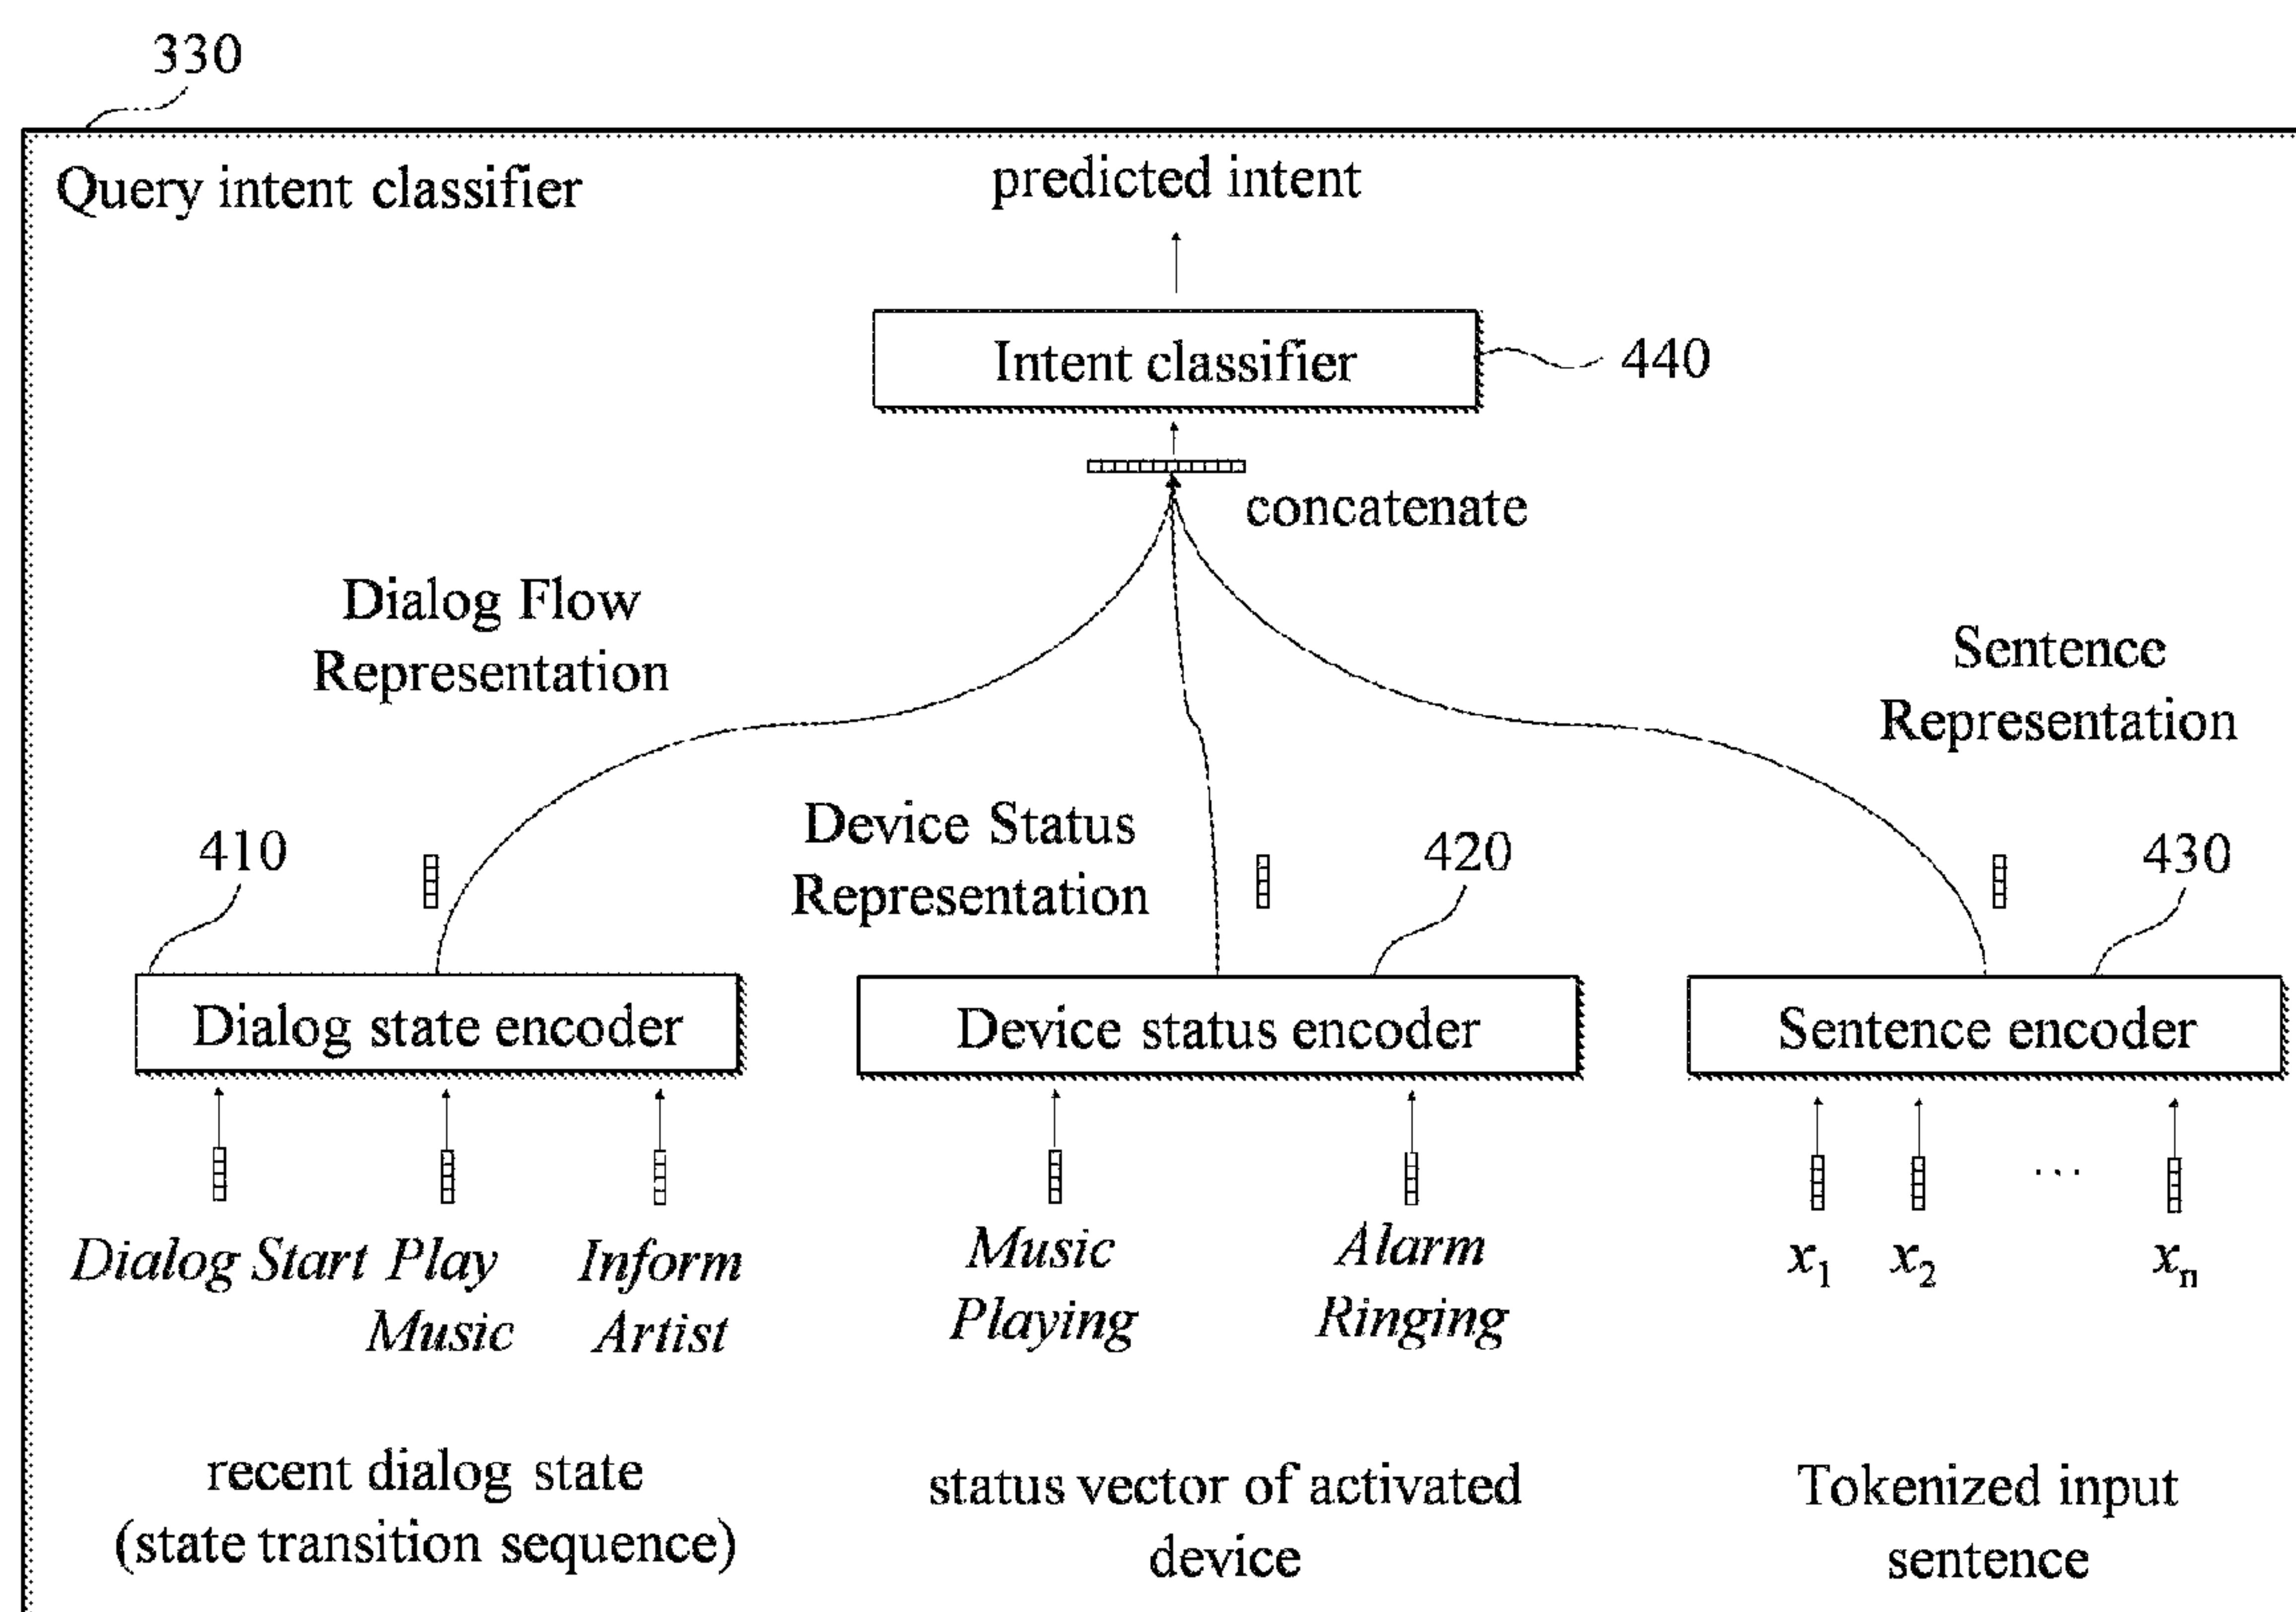 330
Query intent classifier
predicted intent
Intent classifier
440
concatenate
Dialog Flow
Representation
Device Status
Representation
Sentence
Representation
410
420
430
Dialog state encoder
Device status encoder
Sentence encoder
Dialog Start
Play
Music
Inform
Artist
Music
Playing
Alarm
Ringing
x1
x2
...
xn
recent dialog state
(state transition sequence)
status vector of activated
device
Tokenized input
sentence